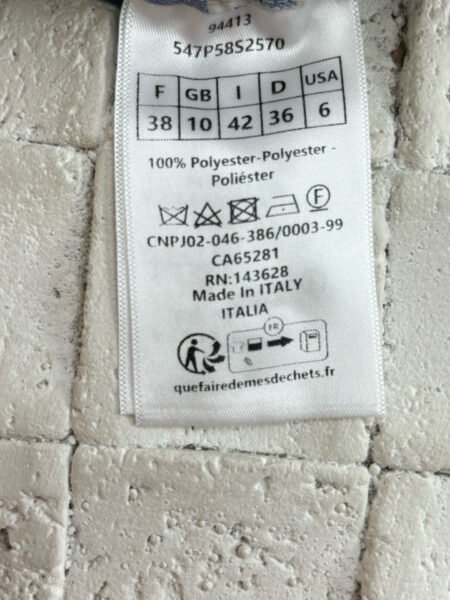 94413
547P58S2570
F GB I D USA
38 10 42 36 6
100% Polyester-Polyester -
Poliéster
F
CNPJ02-046-386/0003-99
CA65281
RN:143628
Made In ITALY
ITALIA
FR
quefairedemesdechets.fr